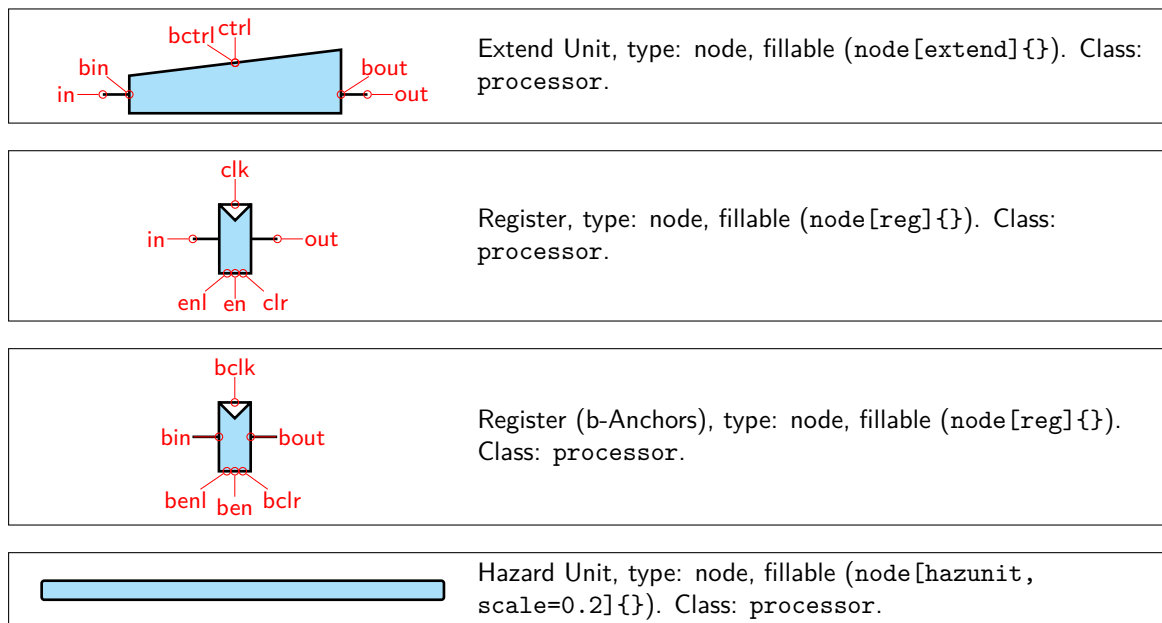 bctrl ctrl
bin bout
in out
Extend Unit, type: node, fillable (node[extend]{}). Class:
processor.
clk
in out
enl en clr
Register, type: node, fillable (node[reg]{}). Class:
processor.
bclk
bin bout
benl ben bclr
Register (b-Anchors), type: node, fillable (node[reg]{}).
Class: processor.
Hazard Unit, type: node, fillable (node[hazunit,
scale=0.2]{}). Class: processor.